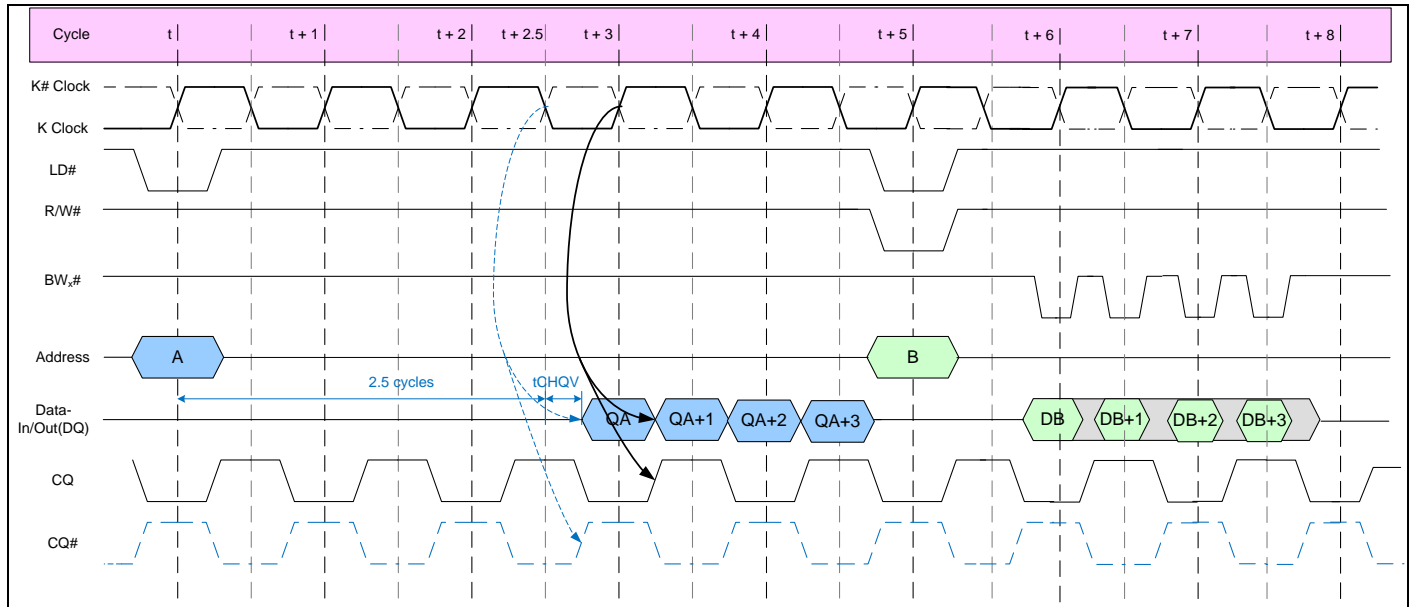 Cycle t t + 1 t + 2 t + 2.5 t + 3 t + 4 t + 5 t + 6 t + 7 t + 8
K# Clock
K Clock
LD#
R/W#
BWx#
Address A B
2.5 cycles tCHQV
Data-
In/Out(DQ) QA QA+1 QA+2 QA+3 DB DB+1 DB+2 DB+3
CQ
CQ#